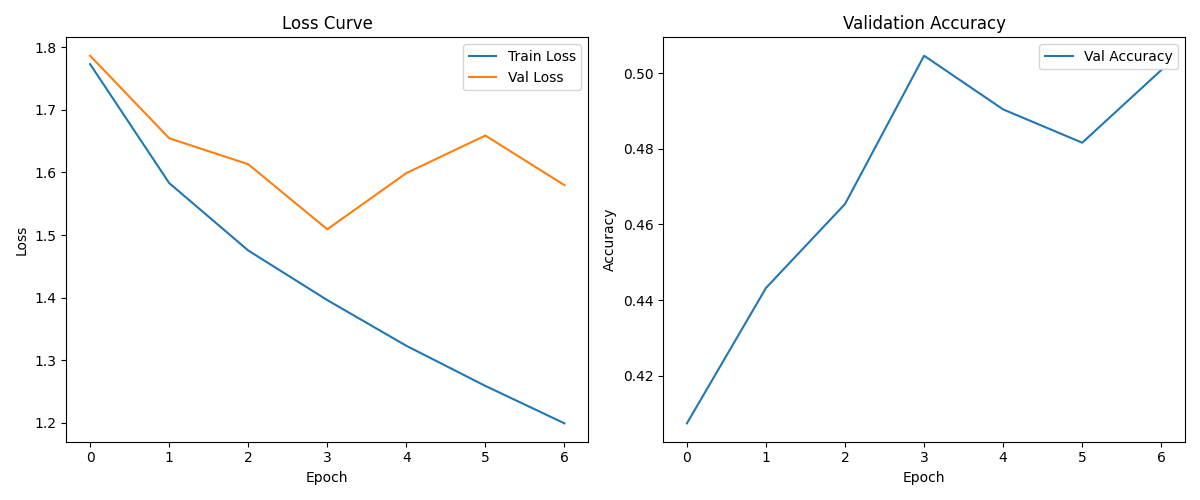 Loss Curve
Train Loss
Val Loss
1.8
1.7
1.6
1.5
1.4
1.3
1.2
Loss
0 1 2 3 4 5 6
Epoch
Validation Accuracy
Val Accuracy
0.50
0.48
0.46
0.44
0.42
Accuracy
0 1 2 3 4 5 6
Epoch